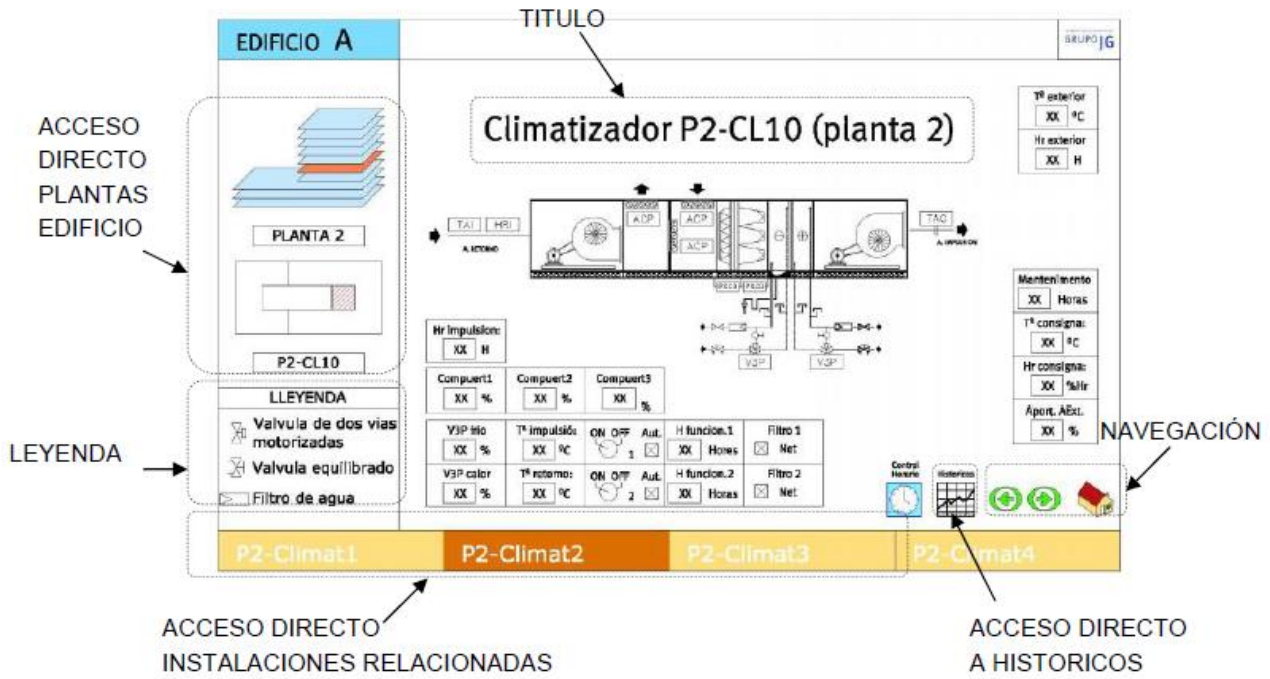 TITULO
EDIFICIO A
GRUPO JG
ACCESO
DIRECTO
PLANTAS
EDIFICIO
PLANTA 2
P2-CL10
Climatizador P2-CL10 (planta 2)
Tª exterior
XX ºC
Hr exterior
XX H
TAI HRI
A. RETORNO
ACP ACP
ACP
TAC
A. IMPULSION
V3P V3P
Mantenimento
XX Horas
Tª consigna:
XX ºC
Hr consigna:
XX %Hr
Aport. AExt.
XX %
Hr impulsion:
XX H
Compuert1 Compuert2 Compuert3
XX % XX % XX %
V3P frio Tª impulsió: ON OFF Aut. H funcion.1 Filtro 1
XX % XX ºC 1 XX Hores Net
V3P calor Tª retorno: ON OFF Aut. H funcion.2 Filtro 2
XX % XX ºC 2 XX Horas Net
LEYENDA
LLEYENDA
Valvula de dos vias
motorizadas
Valvula equilibrado
Filtro de agua
NAVEGACIÓN
Control
Horario
Historicos
P2-Climat1 P2-Climat2 P2-Climat3 P2-Climat4
ACCESO DIRECTO
INSTALACIONES RELACIONADAS
ACCESO DIRECTO
A HISTORICOS